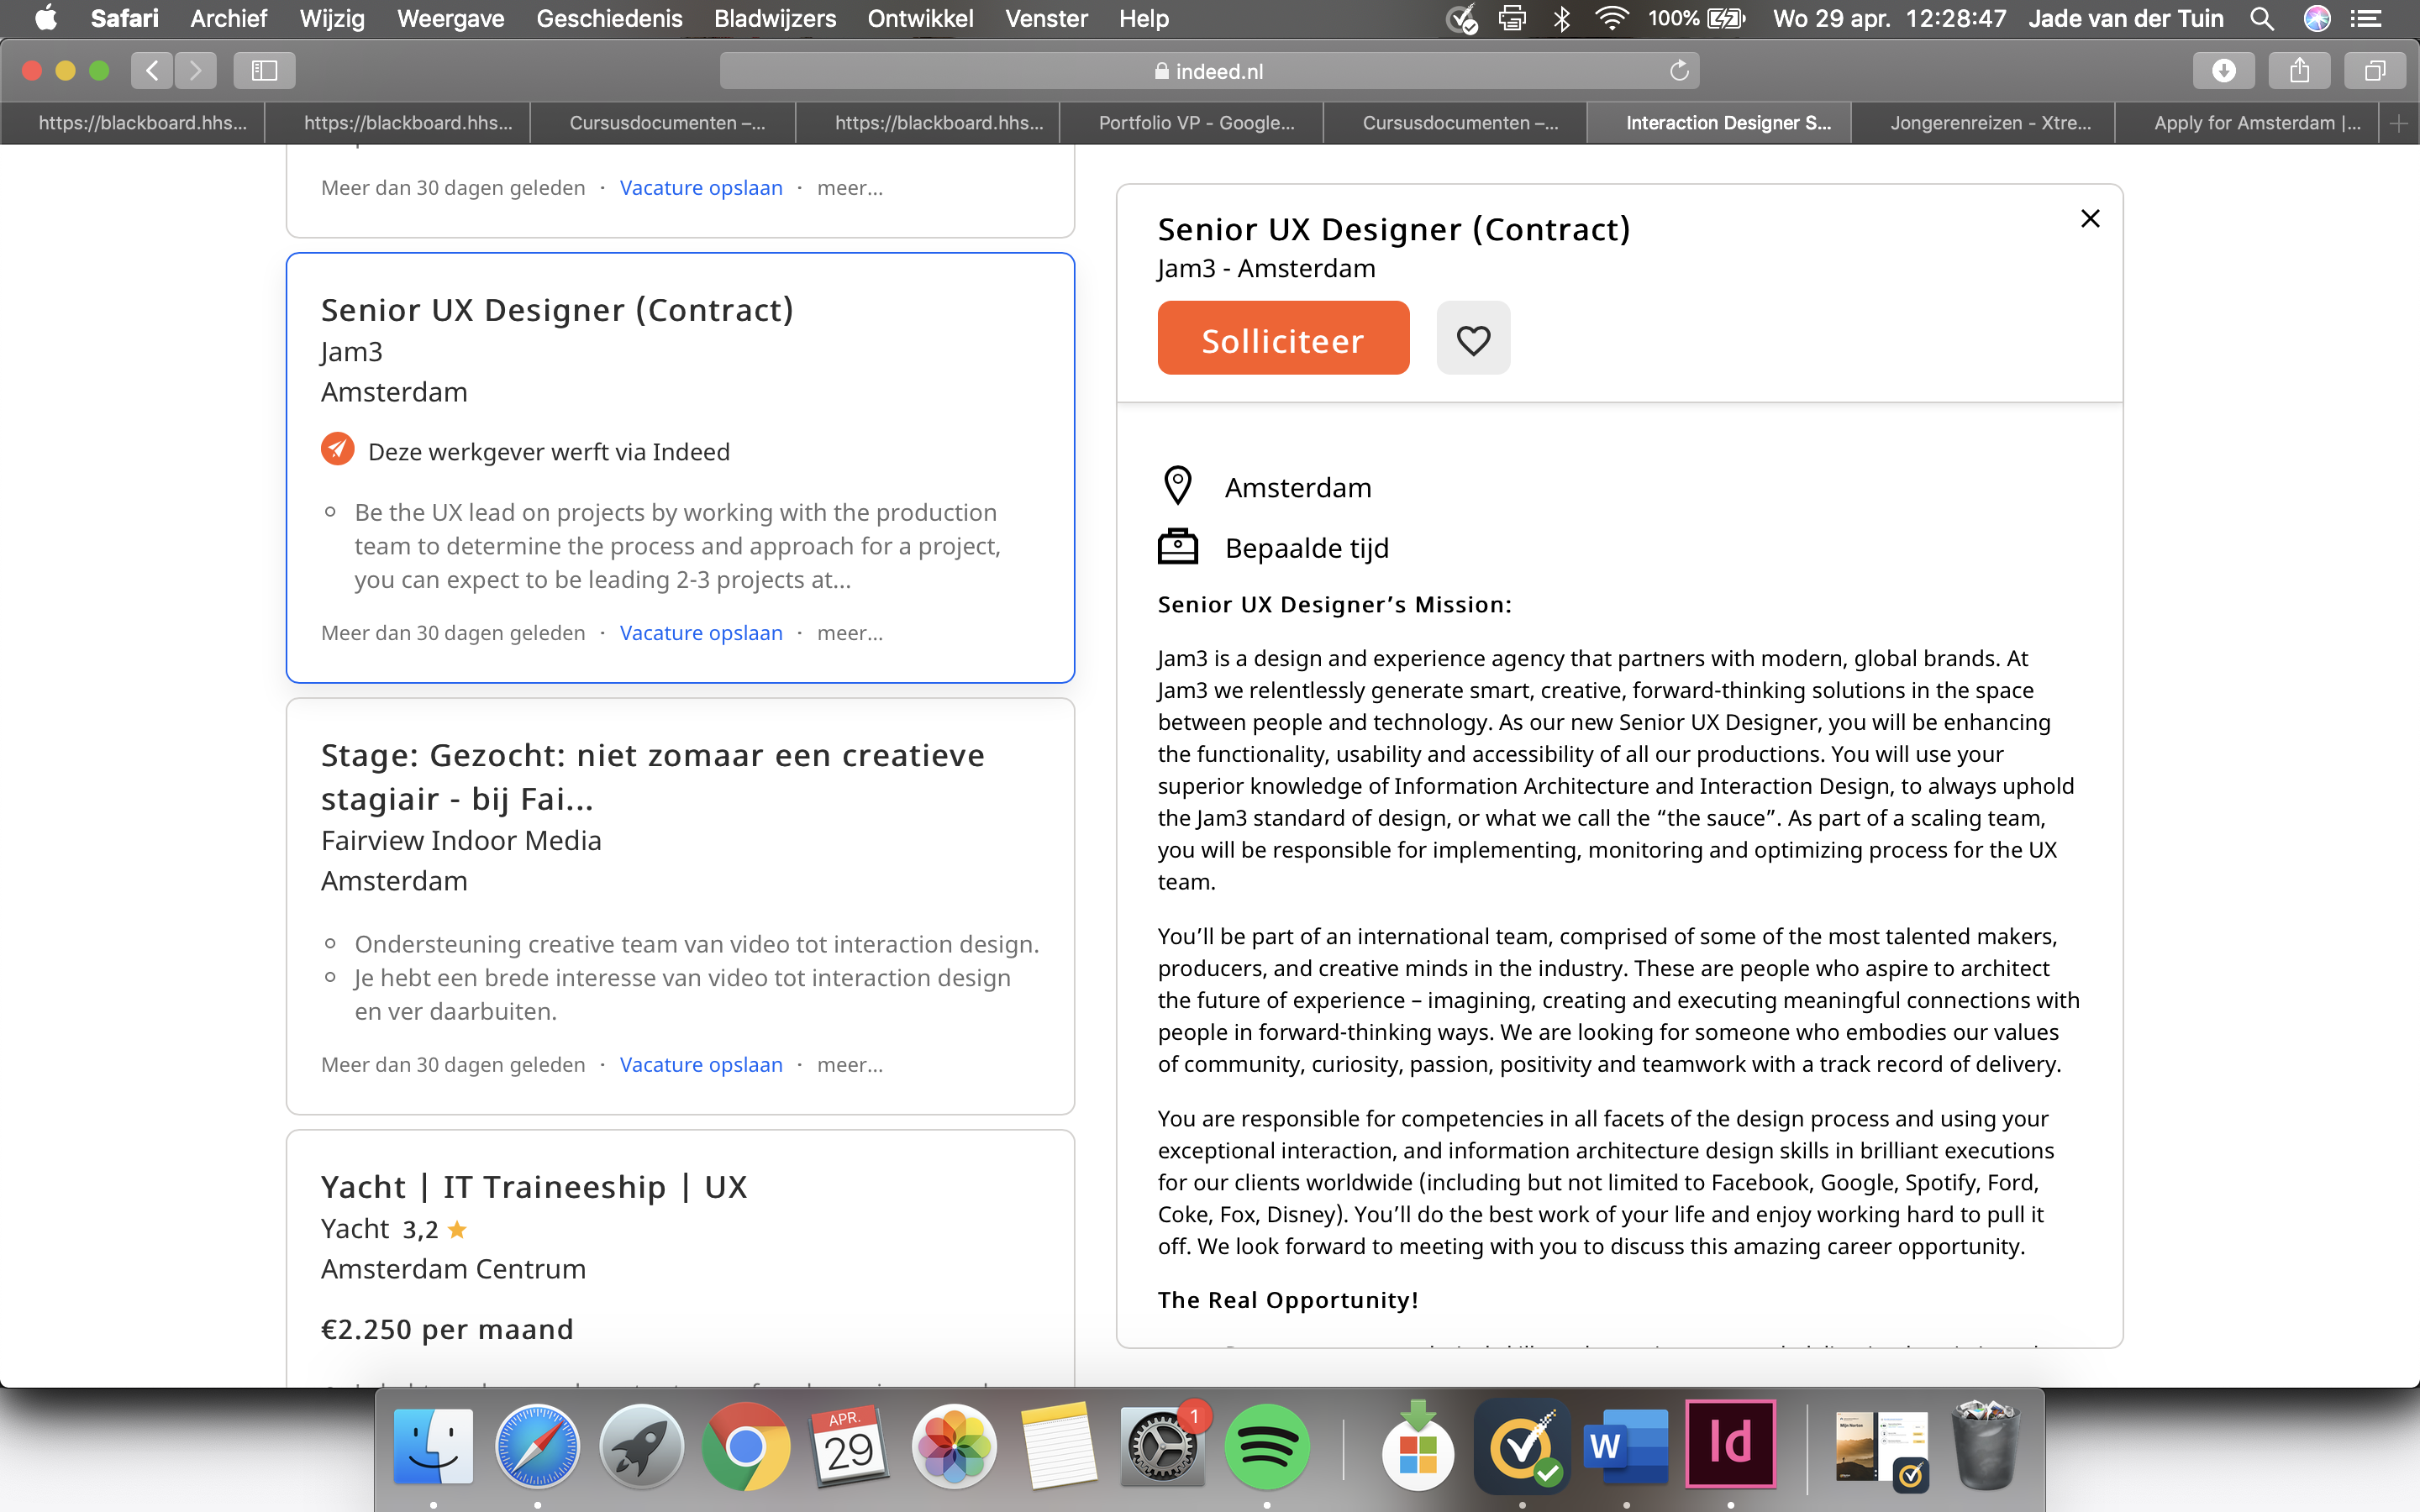 Safari Archief Wijzig Weergave Geschiedenis Bladwijzers Ontwikkel Venster Help 100% Wo 29 apr. 12:28:47 Jade van der Tuin
indeed.nl
https://blackboard.hhs... https://blackboard.hhs... Cursusdocumenten –... https://blackboard.hhs... Portfolio VP - Google... Cursusdocumenten –... Interaction Designer S... Jongerenreizen - Xtre... Apply for Amsterdam |...
Meer dan 30 dagen geleden · Vacature opslaan · meer...
Senior UX Designer (Contract)
Jam3
Amsterdam
Deze werkgever werft via Indeed
Be the UX lead on projects by working with the production
team to determine the process and approach for a project,
you can expect to be leading 2-3 projects at...
Meer dan 30 dagen geleden · Vacature opslaan · meer...
Stage: Gezocht: niet zomaar een creatieve
stagiair - bij Fai...
Fairview Indoor Media
Amsterdam
Ondersteuning creative team van video tot interaction design.
Je hebt een brede interesse van video tot interaction design
en ver daarbuiten.
Meer dan 30 dagen geleden · Vacature opslaan · meer...
Yacht | IT Traineeship | UX
Yacht 3,2
Amsterdam Centrum
€2.250 per maand
Senior UX Designer (Contract)
Jam3 - Amsterdam
Solliciteer
Amsterdam
Bepaalde tijd
Senior UX Designer’s Mission:
Jam3 is a design and experience agency that partners with modern, global brands. At
Jam3 we relentlessly generate smart, creative, forward-thinking solutions in the space
between people and technology. As our new Senior UX Designer, you will be enhancing
the functionality, usability and accessibility of all our productions. You will use your
superior knowledge of Information Architecture and Interaction Design, to always uphold
the Jam3 standard of design, or what we call the “the sauce”. As part of a scaling team,
you will be responsible for implementing, monitoring and optimizing process for the UX
team.
You’ll be part of an international team, comprised of some of the most talented makers,
producers, and creative minds in the industry. These are people who aspire to architect
the future of experience – imagining, creating and executing meaningful connections with
people in forward-thinking ways. We are looking for someone who embodies our values
of community, curiosity, passion, positivity and teamwork with a track record of delivery.
You are responsible for competencies in all facets of the design process and using your
exceptional interaction, and information architecture design skills in brilliant executions
for our clients worldwide (including but not limited to Facebook, Google, Spotify, Ford,
Coke, Fox, Disney). You’ll do the best work of your life and enjoy working hard to pull it
off. We look forward to meeting with you to discuss this amazing career opportunity.
The Real Opportunity!
APR.
29
1
W
Id